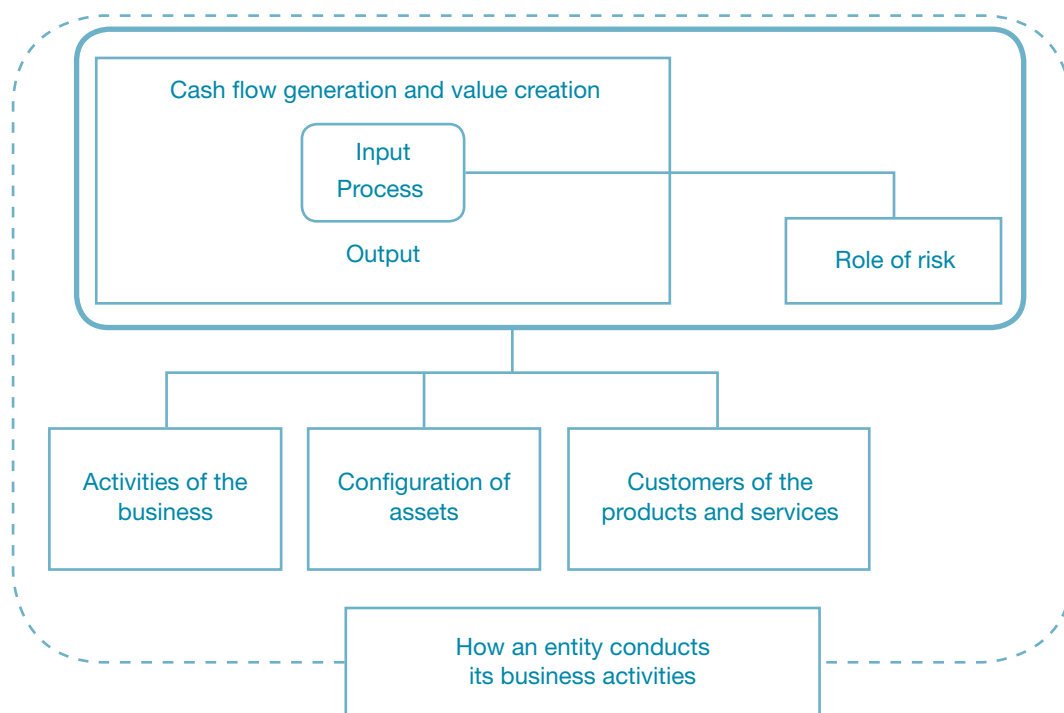 Cash flow generation and value creation
Input
Process
Output
Role of risk
Activities of the
business
Configuration of
assets
Customers of the
products and services
How an entity conducts
its business activities